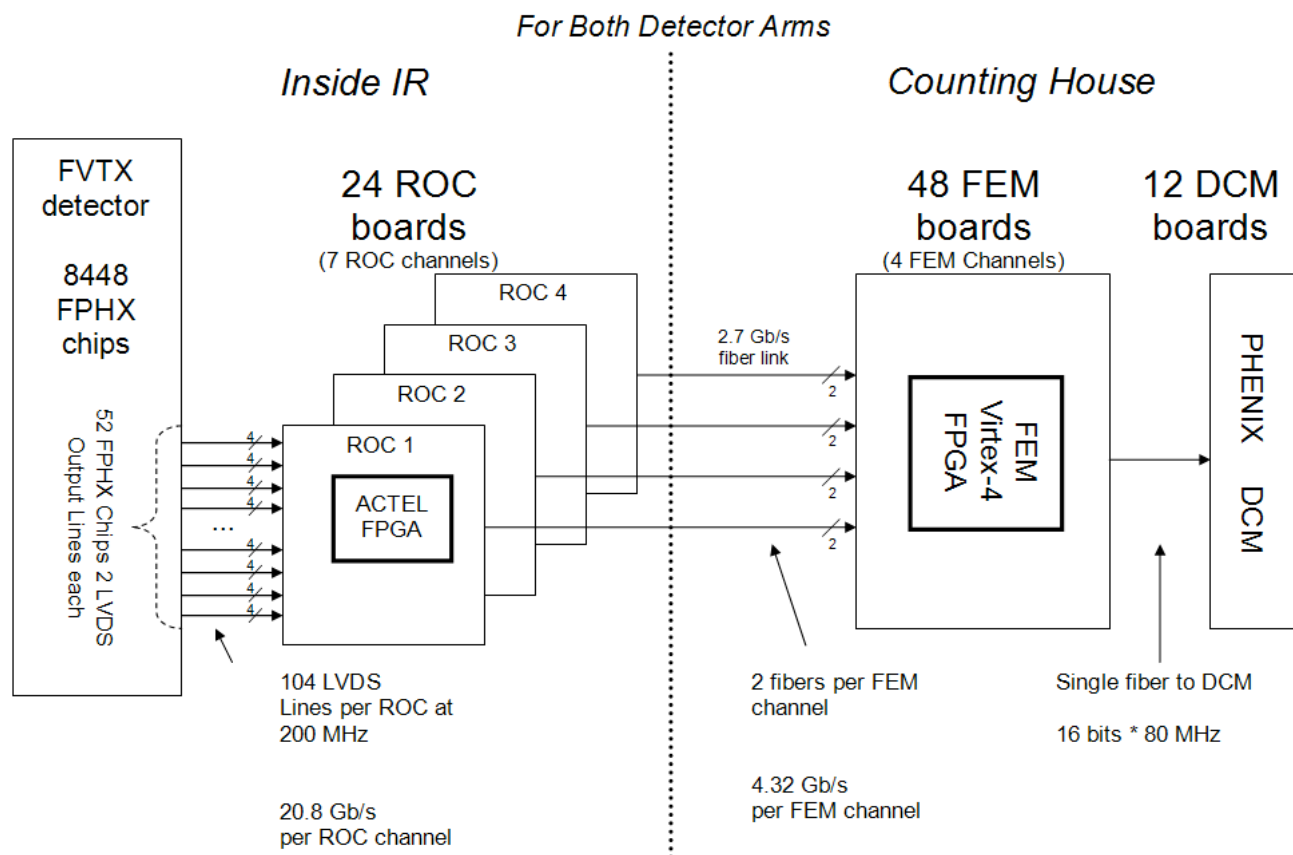 For Both Detector Arms
Inside IR
Counting House
FVTX
detector
8448
FPHX
chips
52 FPHX Chips 2 LVDS
Output Lines each
4
4
4
4
...
4
4
4
4
24 ROC
boards
(7 ROC channels)
ROC 4
ROC 3
ROC 2
ROC 1
ACTEL
FPGA
104 LVDS
Lines per ROC at
200 MHz
20.8 Gb/s
per ROC channel
2.7 Gb/s
fiber link
2
2
2
2
2 fibers per FEM
channel
4.32 Gb/s
per FEM channel
48 FEM
boards
(4 FEM Channels)
FEM
Virtex-4
FPGA
12 DCM
boards
PHENIX DCM
Single fiber to DCM
16 bits * 80 MHz